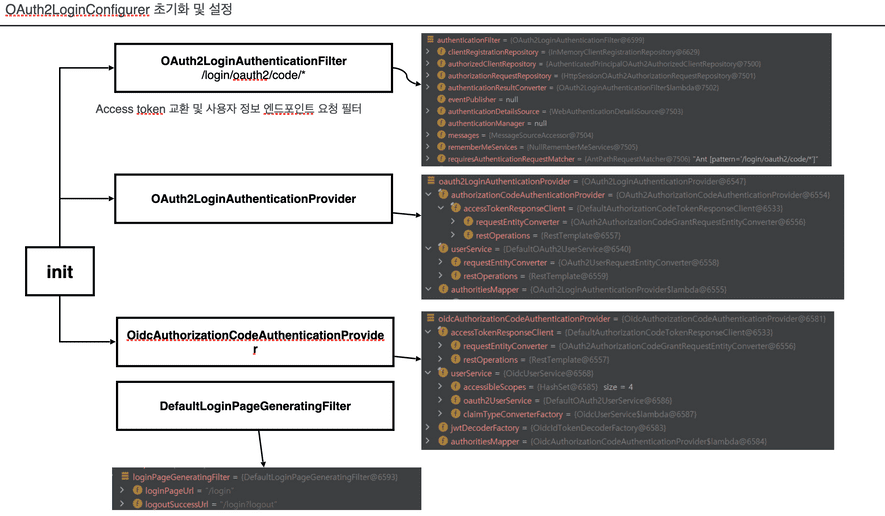 OAuth2LoginConfigurer 초기화 및 설정
OAuth2LoginAuthenticationFilter
/login/oauth2/code/*
Access token 교환 및 사용자 정보 엔드포인트 요청 필터
authenticationFilter = {OAuth2LoginAuthenticationFilter@6599}
clientRegistrationRepository = {InMemoryClientRegistrationRepository@6629}
authorizedClientRepository = {AuthenticatedPrincipalOAuth2AuthorizedClientRepository@7500}
authorizationRequestRepository = {HttpSessionOAuth2AuthorizationRequestRepository@7501}
authenticationResultConverter = {OAuth2LoginAuthenticationFilter$lambda@7502}
eventPublisher = null
authenticationDetailsSource = {WebAuthenticationDetailsSource@7503}
authenticationManager = null
messages = {MessageSourceAccessor@7504}
rememberMeServices = {NullRememberMeServices@7505}
requiresAuthenticationRequestMatcher = {AntPathRequestMatcher@7506} "Ant [pattern='/login/oauth2/code/*']"
OAuth2LoginAuthenticationProvider
oauth2LoginAuthenticationProvider = {OAuth2LoginAuthenticationProvider@6547}
authorizationCodeAuthenticationProvider = {OAuth2AuthorizationCodeAuthenticationProvider@6554}
accessTokenResponseClient = {DefaultAuthorizationCodeTokenResponseClient@6533}
requestEntityConverter = {OAuth2AuthorizationCodeGrantRequestEntityConverter@6556}
restOperations = {RestTemplate@6557}
userService = {DefaultOAuth2UserService@6540}
requestEntityConverter = {OAuth2UserRequestEntityConverter@6558}
restOperations = {RestTemplate@6559}
authoritiesMapper = {OAuth2LoginAuthenticationProvider$lambda@6555}
init
OidcAuthorizationCodeAuthenticationProvide
r
oidcAuthorizationCodeAuthenticationProvider = {OidcAuthorizationCodeAuthenticationProvider@6581}
accessTokenResponseClient = {DefaultAuthorizationCodeTokenResponseClient@6533}
requestEntityConverter = {OAuth2AuthorizationCodeGrantRequestEntityConverter@6556}
restOperations = {RestTemplate@6557}
userService = {OidcUserService@6568}
accessibleScopes = {HashSet@6585} size = 4
oauth2UserService = {DefaultOAuth2UserService@6586}
claimTypeConverterFactory = {OidcUserService$lambda@6587}
jwtDecoderFactory = {OidcIdTokenDecoderFactory@6583}
authoritiesMapper = {OidcAuthorizationCodeAuthenticationProvider$lambda@6584}
DefaultLoginPageGeneratingFilter
loginPageGeneratingFilter = {DefaultLoginPageGeneratingFilter@6593}
loginPageUrl = "/login"
logoutSuccessUrl = "/login?logout"